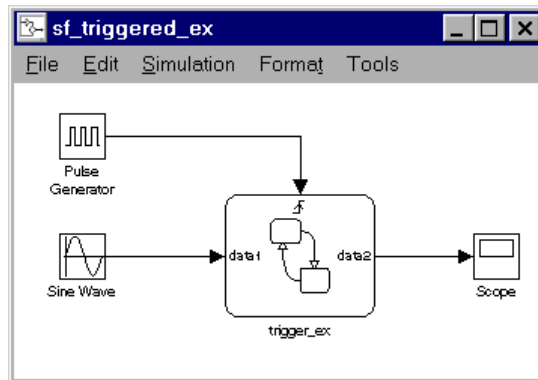 sf_triggered_ex
File Edit Simulation Format Tools
Pulse
Generator
data1
data2
Sine Wave
Scope
trigger_ex